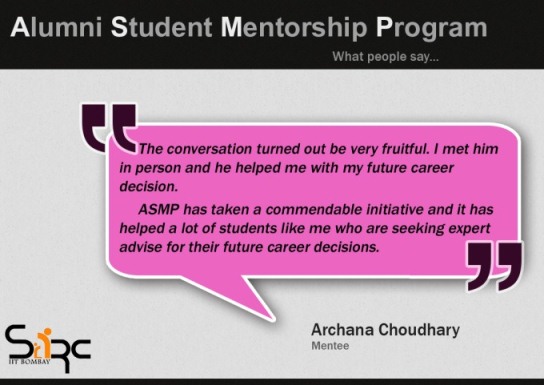 Alumni Student Mentorship Program
What people say...
The conversation turned out be very fruitful. I met him
in person and he helped me with my future career
decision.
ASMP has taken a commendable initiative and it has
helped a lot of students like me who are seeking expert
advise for their future career decisions.
Archana Choudhary
Mentee
SARC
IIT BOMBAY